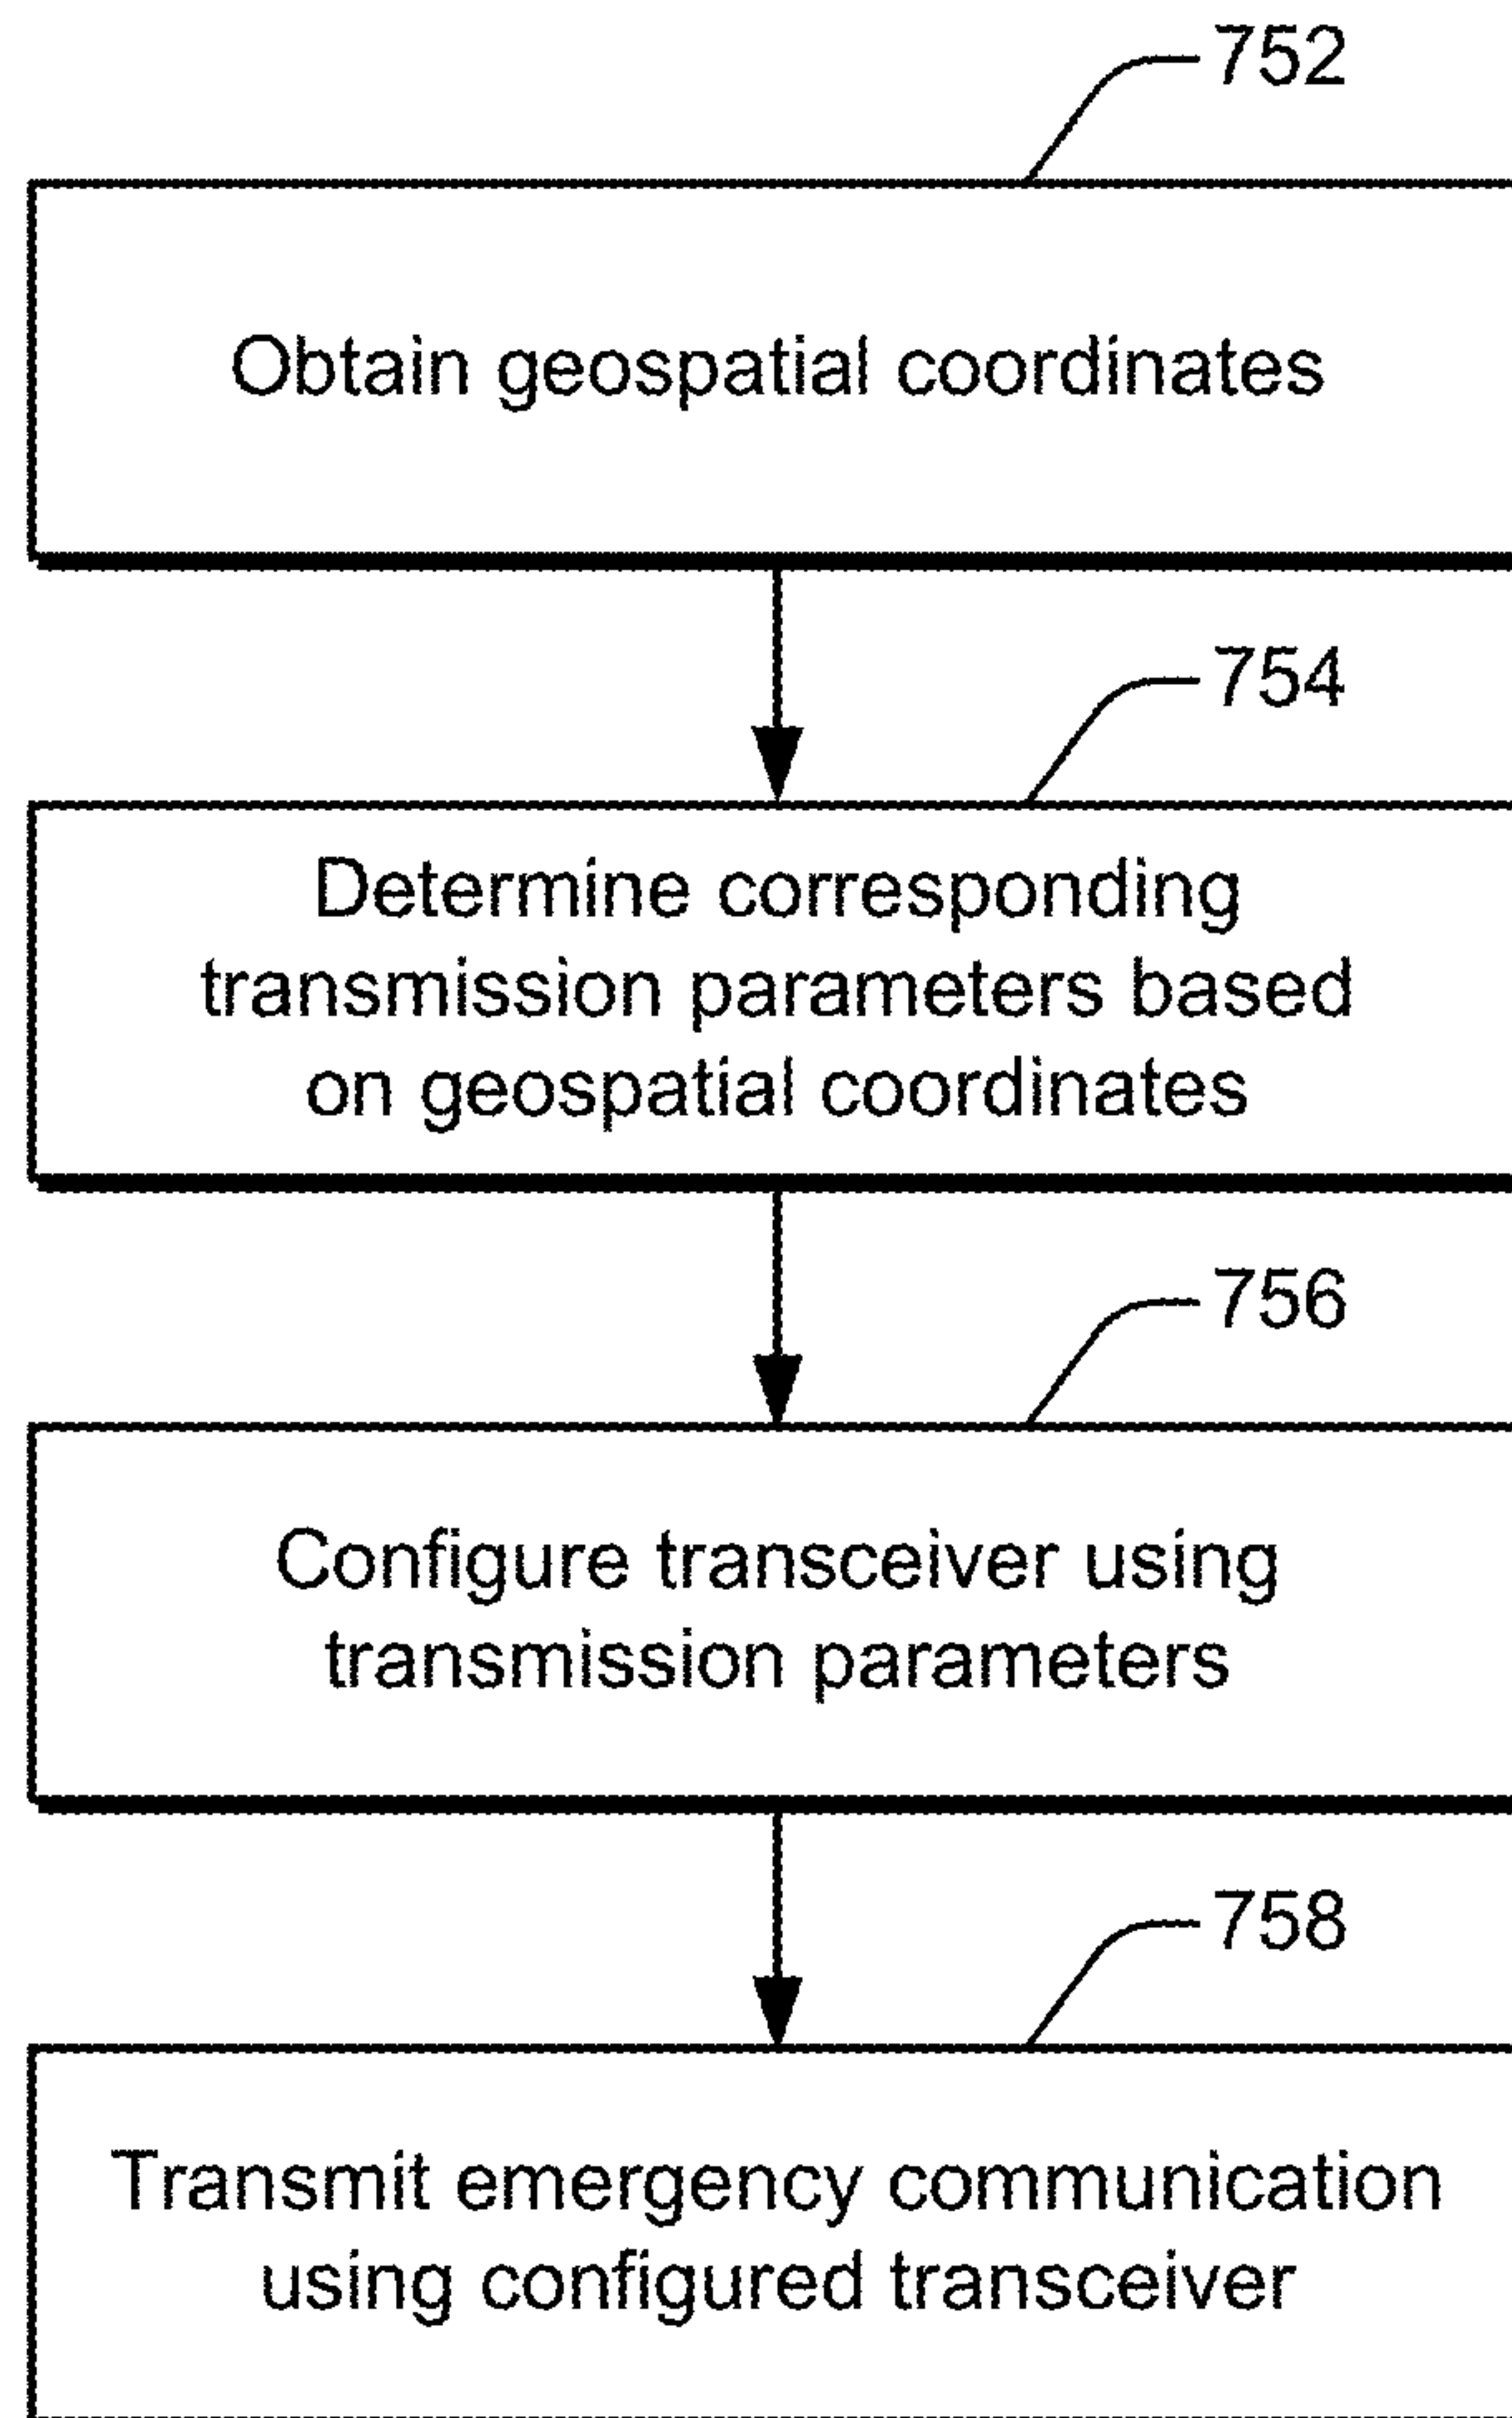 752
Obtain geospatial coordinates
754
Determine corresponding
transmission parameters based
on geospatial coordinates
756
Configure transceiver using
transmission parameters
758
Transmit emergency communication
using configured transceiver